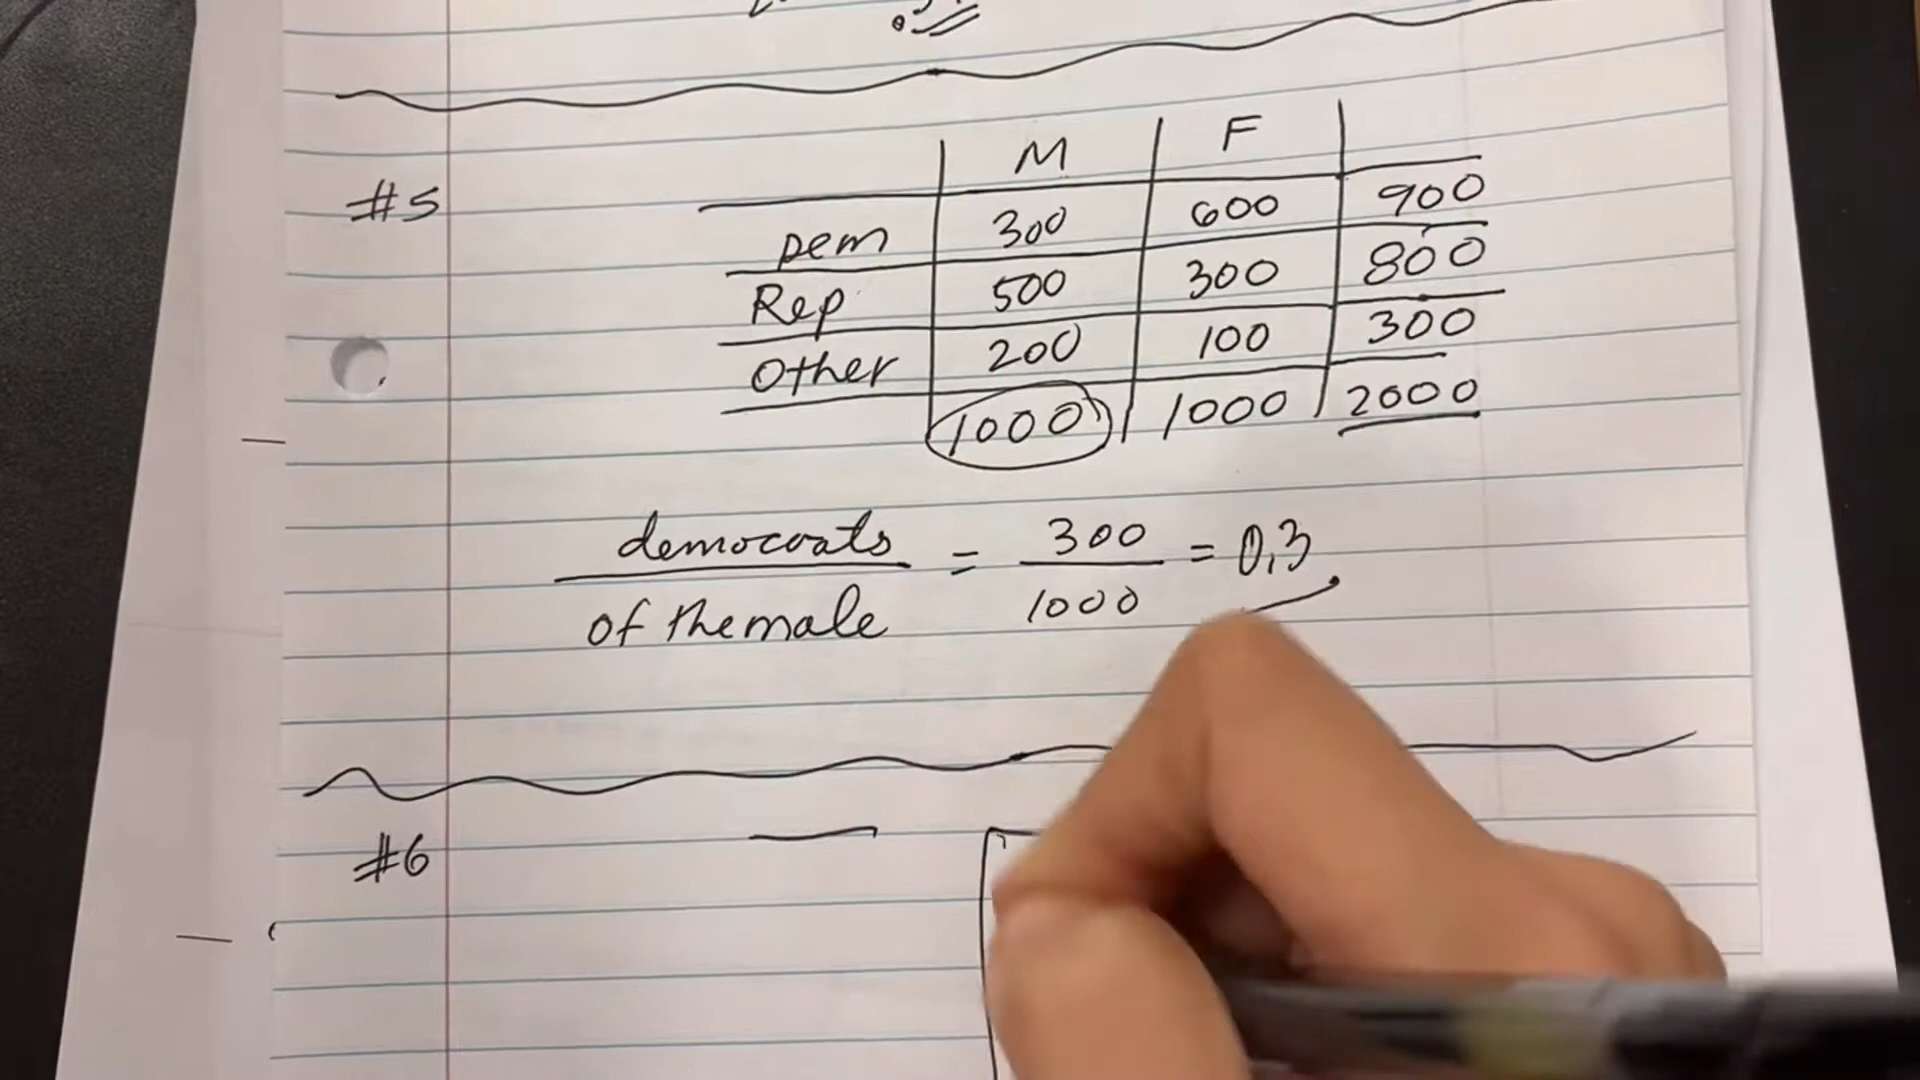 #5
M F
Dem 300 600 900
Rep 500 300 800
Other 200 100 300
1000 1000 2000
democrats = 300 = 0.3
of the male 1000
#6